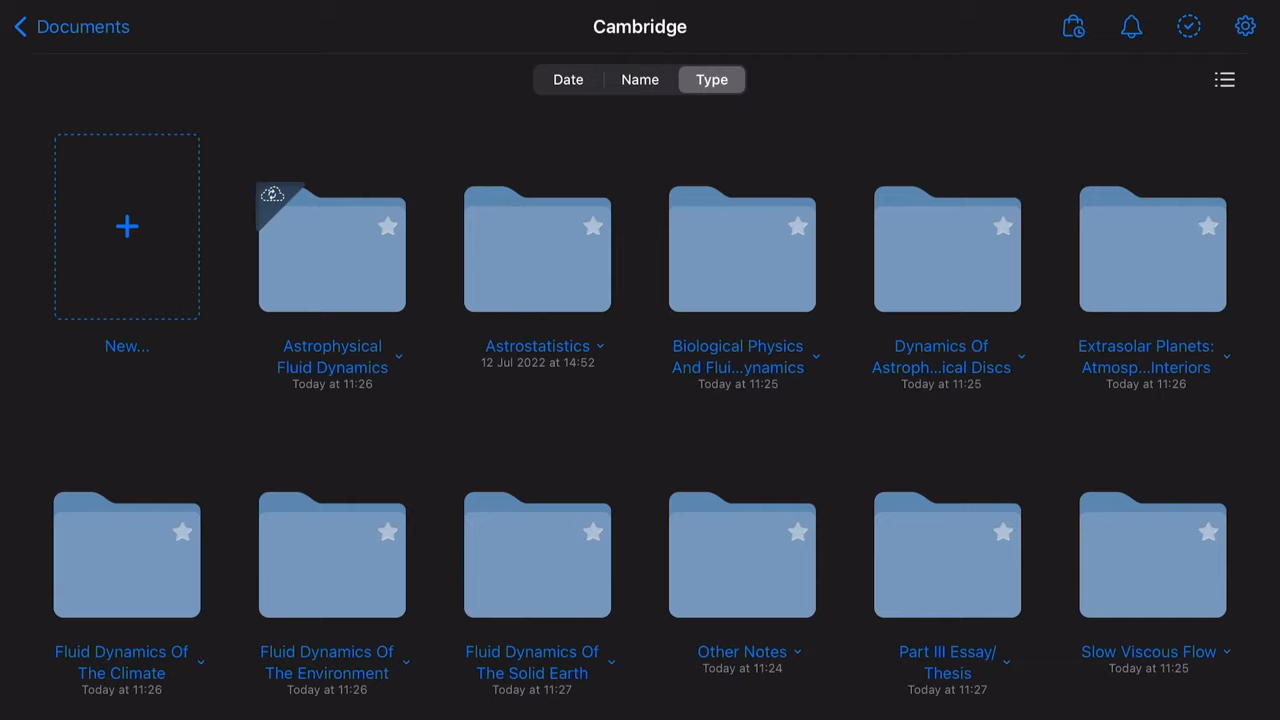 Documents
Cambridge
Date
Name
Type
New...
Astrophysical
Fluid Dynamics
Today at 11:26
Astrostatistics
12 Jul 2022 at 14:52
Biological Physics
And Flui...ynamics
Today at 11:25
Dynamics Of
Astroph...ical Discs
Today at 11:25
Extrasolar Planets:
Atmosp...Interiors
Today at 11:26
Fluid Dynamics Of
The Climate
Today at 11:26
Fluid Dynamics Of
The Environment
Today at 11:26
Fluid Dynamics Of
The Solid Earth
Today at 11:27
Other Notes
Today at 11:24
Part III Essay/
Thesis
Today at 11:27
Slow Viscous Flow
Today at 11:25